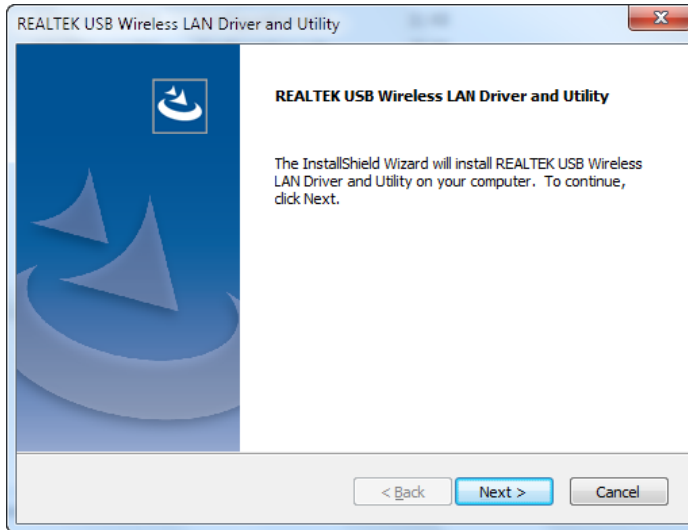 REALTEK USB Wireless LAN Driver and Utility
REALTEK USB Wireless LAN Driver and Utility
The InstallShield Wizard will install REALTEK USB Wireless
LAN Driver and Utility on your computer.  To continue,
click Next.
< Back
Next >
Cancel